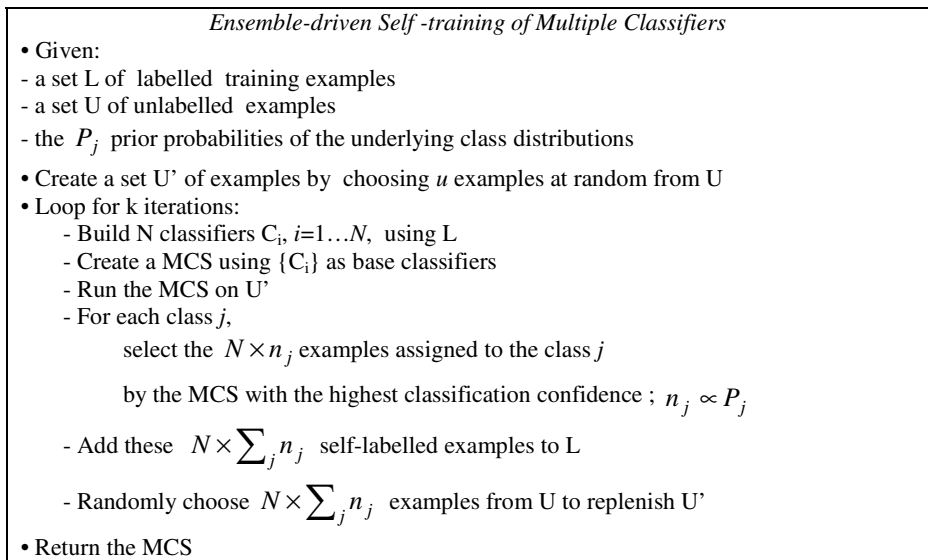 Ensemble-driven Self -training of Multiple Classifiers
• Given:
- a set L of labelled training examples
- a set U of unlabelled examples
- the P_j prior probabilities of the underlying class distributions
• Create a set U’ of examples by choosing u examples at random from U
• Loop for k iterations:
- Build N classifiers C_i, i=1…N, using L
- Create a MCS using {C_i} as base classifiers
- Run the MCS on U’
- For each class j,
select the N × n_j examples assigned to the class j
by the MCS with the highest classification confidence ; n_j ∝ P_j
- Add these N × ∑_j n_j self-labelled examples to L
- Randomly choose N × ∑_j n_j examples from U to replenish U’
• Return the MCS